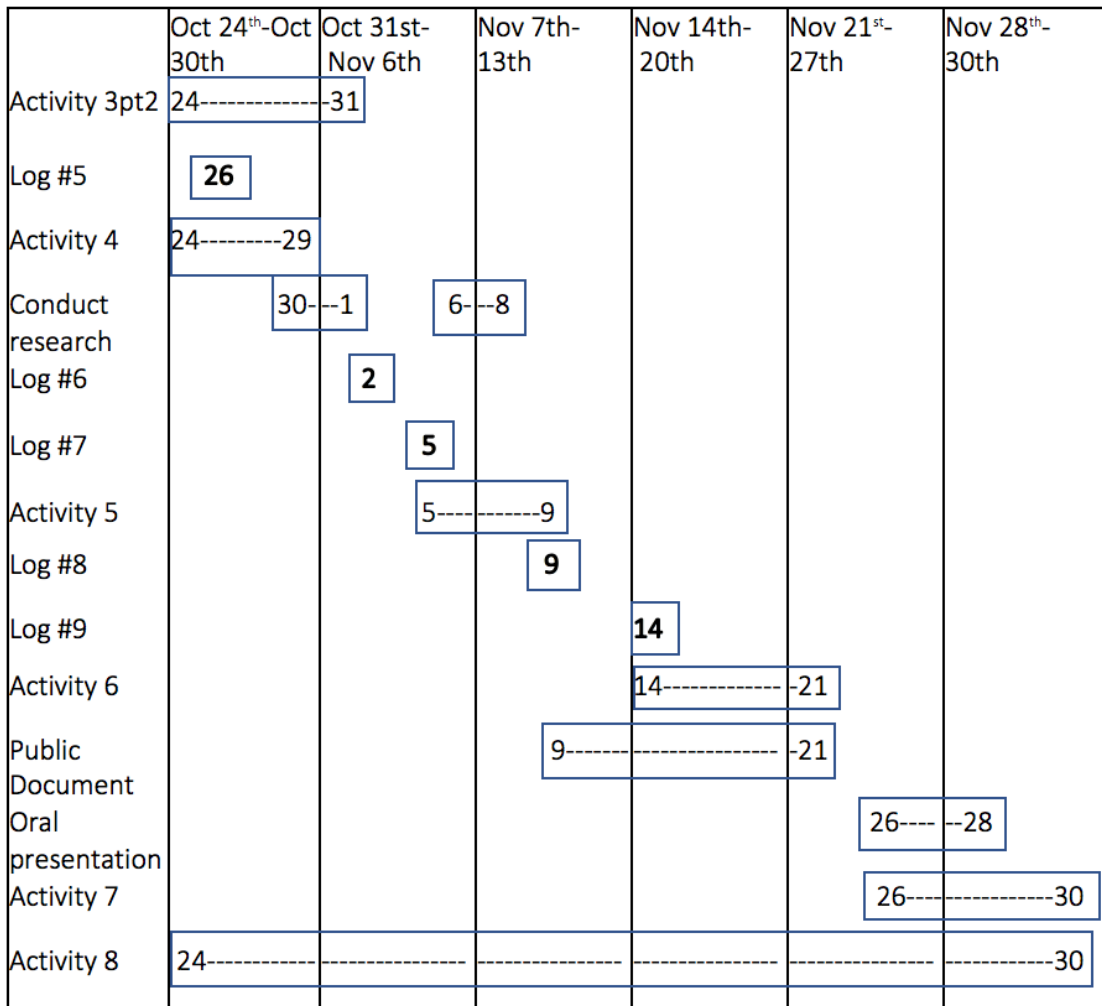 Oct 24th-Oct 30th Oct 31st-Nov 6th Nov 7th-13th Nov 14th-20th Nov 21st-27th Nov 28th-30th
Activity 3pt2 24---------------31
Log #5 26
Activity 4 24---------29
Conduct research 30----1 6----8
Log #6 2
Log #7 5
Activity 5 5-----------9
Log #8 9
Log #9 14
Activity 6 14--------------21
Public Document 9-----------------------21
Oral presentation 26------28
Activity 7 26----------------30
Activity 8 24--------------------------------------------------------------------------------30